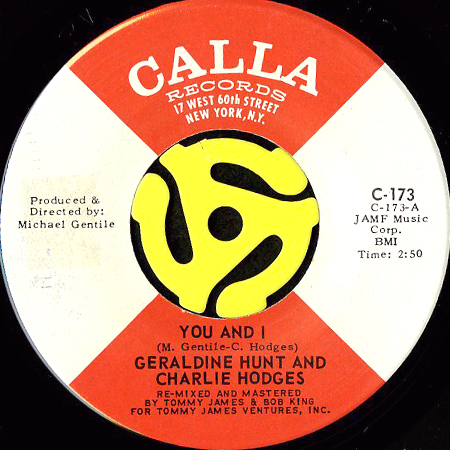 CALLA
RECORDS
17 WEST 60th STREET
NEW YORK, N.Y.
Produced &
Directed by:
Michael Gentile
C-173
C-173-A
JAMF Music
Corp.
BMI
Time: 2:50
YOU AND I
(M. Gentile-C. Hodges)
GERALDINE HUNT AND
CHARLIE HODGES
RE-MIXED AND MASTERED
BY TOMMY JAMES & BOB KING
FOR TOMMY JAMES VENTURES, INC.